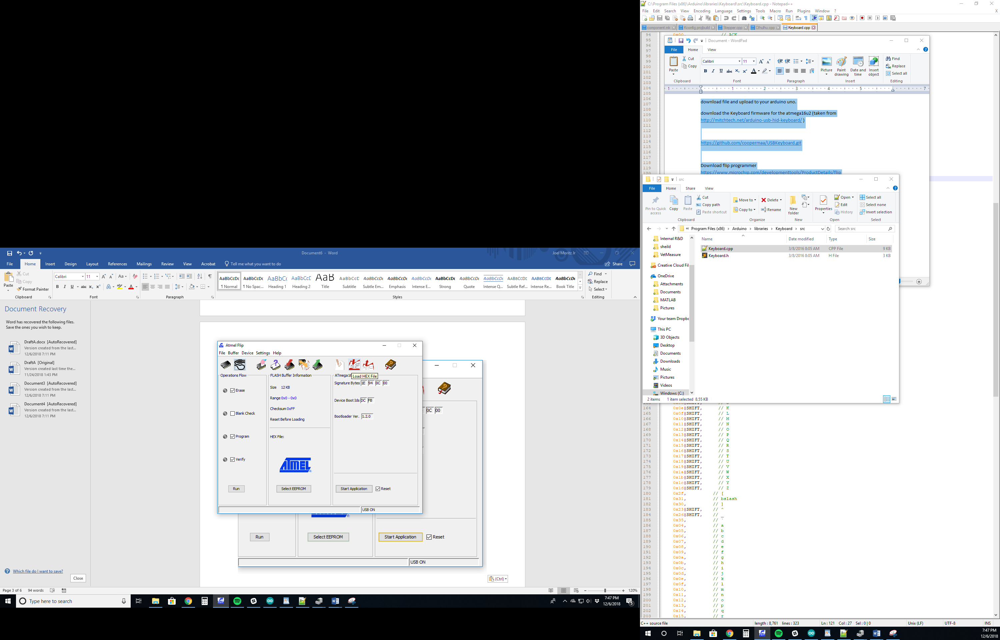 Document6 - Word
Joel Moritz Jr
File Home Insert Design Layout References Mailings Review View Acrobat Tell me what you want to do Share
Paste
Cut
Copy
Format Painter
Calibri 11
Clipboard Font Paragraph Styles Editing
AaBbCcDc AaBbCcDc AaBbC AaBbCcD AaB AaBbCcD AaBbCcDc AaBbCcDc AaBbCcDc AaBbCcDc AaBbCcDc AaBbCcDc AABBCCDD AABBCCDD AaBbCcDc
¶ Normal ¶ No Spac... Heading 1 Heading 2 Title Subtitle Subtle Em... Emphasis Intense E... Strong Quote Intense Q... Subtle Ref... Intense Re... Book Title
Find
Replace
Select
Document Recovery
Word has recovered the following files.
Save the ones you wish to keep.
DraftA.docx [AutoRecovered]
Version created from the last...
12/6/2018 7:11 PM
DraftA [Original]
Version created last time the...
11/24/2018 1:43 PM
Document3 [AutoRecovered]
Version created from the last...
12/6/2018 7:11 PM
Document4 [AutoRecovered]
Version created from the last...
12/6/2018 7:11 PM
Which file do I want to save?
Close
Atmel Flip
File Buffer Device Settings Help
Load HEX File
Operations Flow
Erase
Blank Check
Program
Verify
Run
FLASH Buffer Information
Size 12 KB
Range 0x0 - 0x0
Checksum 0xFF
Reset Before Loading
HEX File:
ATMEL
Select EEPROM
ATmega16
Signature Bytes 1E 94 0C 00
Device Boot Ids DC FB
Bootloader Ver. 1.2.0
Start Application Reset
USB ON
0C 00
Run Select EEPROM Start Application Reset
USB ON
(Ctrl)
Page 3 of 6 94 words
120%
Type here to search
7:47 PM
12/6/2018
5
C:\Program Files (x86)\Arduino\libraries\Keyboard\src\Keyboard.cpp - Notepad++
File Edit Search View Encoding Language Settings Tools Macro Run Plugins Window ? X
component.mk Kconfig.projbuild Stepper.cpp Cthulhu.cpp Keyboard.cpp
94 0x00, // ACK
95
96
97
98
99
100
101
102
103
104
105
106
107
108
109
110
111
112
113
114
115
116
117
118
119
120
Document - WordPad
File Home View
Paste
Cut
Copy
Calibri 11
Picture
Paint drawing
Date and time
Insert object
Find
Replace
Select all
Clipboard Font Paragraph Insert Editing
1 1 2 3 4 5 7
download file and upload to your arduino uno.
download the Keyboard firmware for the atmega16u2 (taken from
http://mitchtech.net/arduino-usb-hid-keyboard/ )
https://github.com/coopermaa/USBKeyboard.git
Download flip programmer
https://www.microchip.com/developmenttools/ProductDetails/flip
src
File Home Share View
Pin to Quick access
Copy
Paste
Cut
Copy path
Paste shortcut
Move to
Copy to
Delete
Rename
New folder
Properties
Open
Edit
History
Select all
Select none
Invert selection
Clipboard Organize New Open Select
« Program Files (x86) › Arduino › libraries › Keyboard › src
Search src
Name Date modified Type Size
Keyboard.cpp 3/8/2016 8:05 AM CPP File 9 KB
Keyboard.h 3/8/2016 8:05 AM H File 3 KB
Internal R&D
sheild
VetMeasure
Creative Cloud Fil
OneDrive
Attachments
Documents
MATLAB
Pictures
Your team Dropbo
This PC
3D Objects
Desktop
Documents
Downloads
Music
Pictures
Videos
Windows (C:)
2 items 1 item selected 8.55 KB
164 0x0e|SHIFT, // K
165 0x0f|SHIFT, // L
166 0x10|SHIFT, // M
167 0x11|SHIFT, // N
168 0x12|SHIFT, // O
169 0x13|SHIFT, // P
170 0x14|SHIFT, // Q
171 0x15|SHIFT, // R
172 0x16|SHIFT, // S
173 0x17|SHIFT, // T
174 0x18|SHIFT, // U
175 0x19|SHIFT, // V
176 0x1a|SHIFT, // W
177 0x1b|SHIFT, // X
178 0x1c|SHIFT, // Y
179 0x1d|SHIFT, // Z
180 0x2f, // [
181 0x31, // bslash
182 0x30, // ]
183 0x23|SHIFT, // ^
184 0x2d|SHIFT, // _
185 0x35, // `
186 0x04, // a
187 0x05, // b
188 0x06, // c
189 0x07, // d
190 0x08, // e
191 0x09, // f
192 0x0a, // g
193 0x0b, // h
194 0x0c, // i
195 0x0d, // j
196 0x0e, // k
197 0x0f, // l
198 0x10, // m
199 0x11, // n
200 0x12, // o
201 0x13, // p
202 0x14, // q
203 0x15, // r
C++ source file length : 8,761 lines : 323 Ln : 121 Col : 27 Sel : 0 | 0 Unix (LF) UTF-8 INS
7:47 PM
12/6/2018